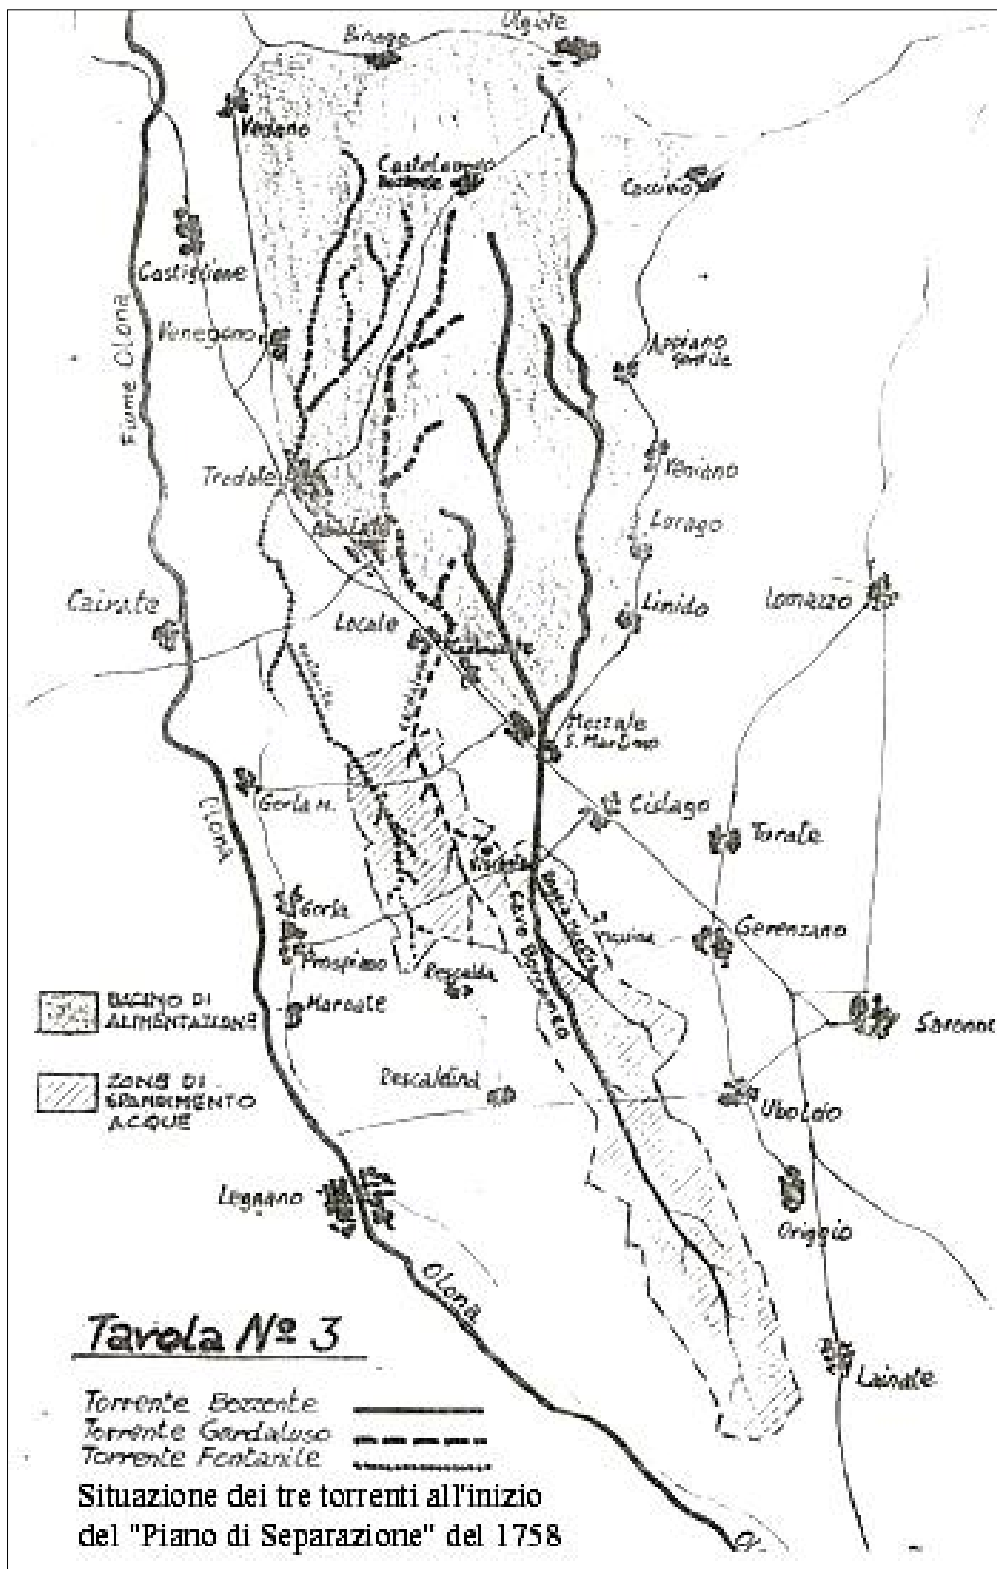 Olgiate
Binago
Vedano
Castelnuovo
Bozzente
Castiglione
Fiume Olona
Venegono
Appiano
Gentile
Tradate
Veniano
Lurago
Cairate
Locate
Limido
Lomazzo
Mozzate
S. Martino
Gorla M.
Cislago
Olona
Turate
Gorla
Cavo Borromeo
Gerenzano
Prospiano
Rescalda
Marnate
BACINO DI
ALIMENTAZIONE
Saronno
ZONE DI
SPANDIMENTO
ACQUE
Rescaldina
Uboldo
Legnano
Origgio
Olona
Tavola Nº 3
Lainate
Torrente Bozzente
Torrente Gardaluso
Torrente Fontanile
Situazione dei tre torrenti all'inizio
del "Piano di Separazione" del 1758